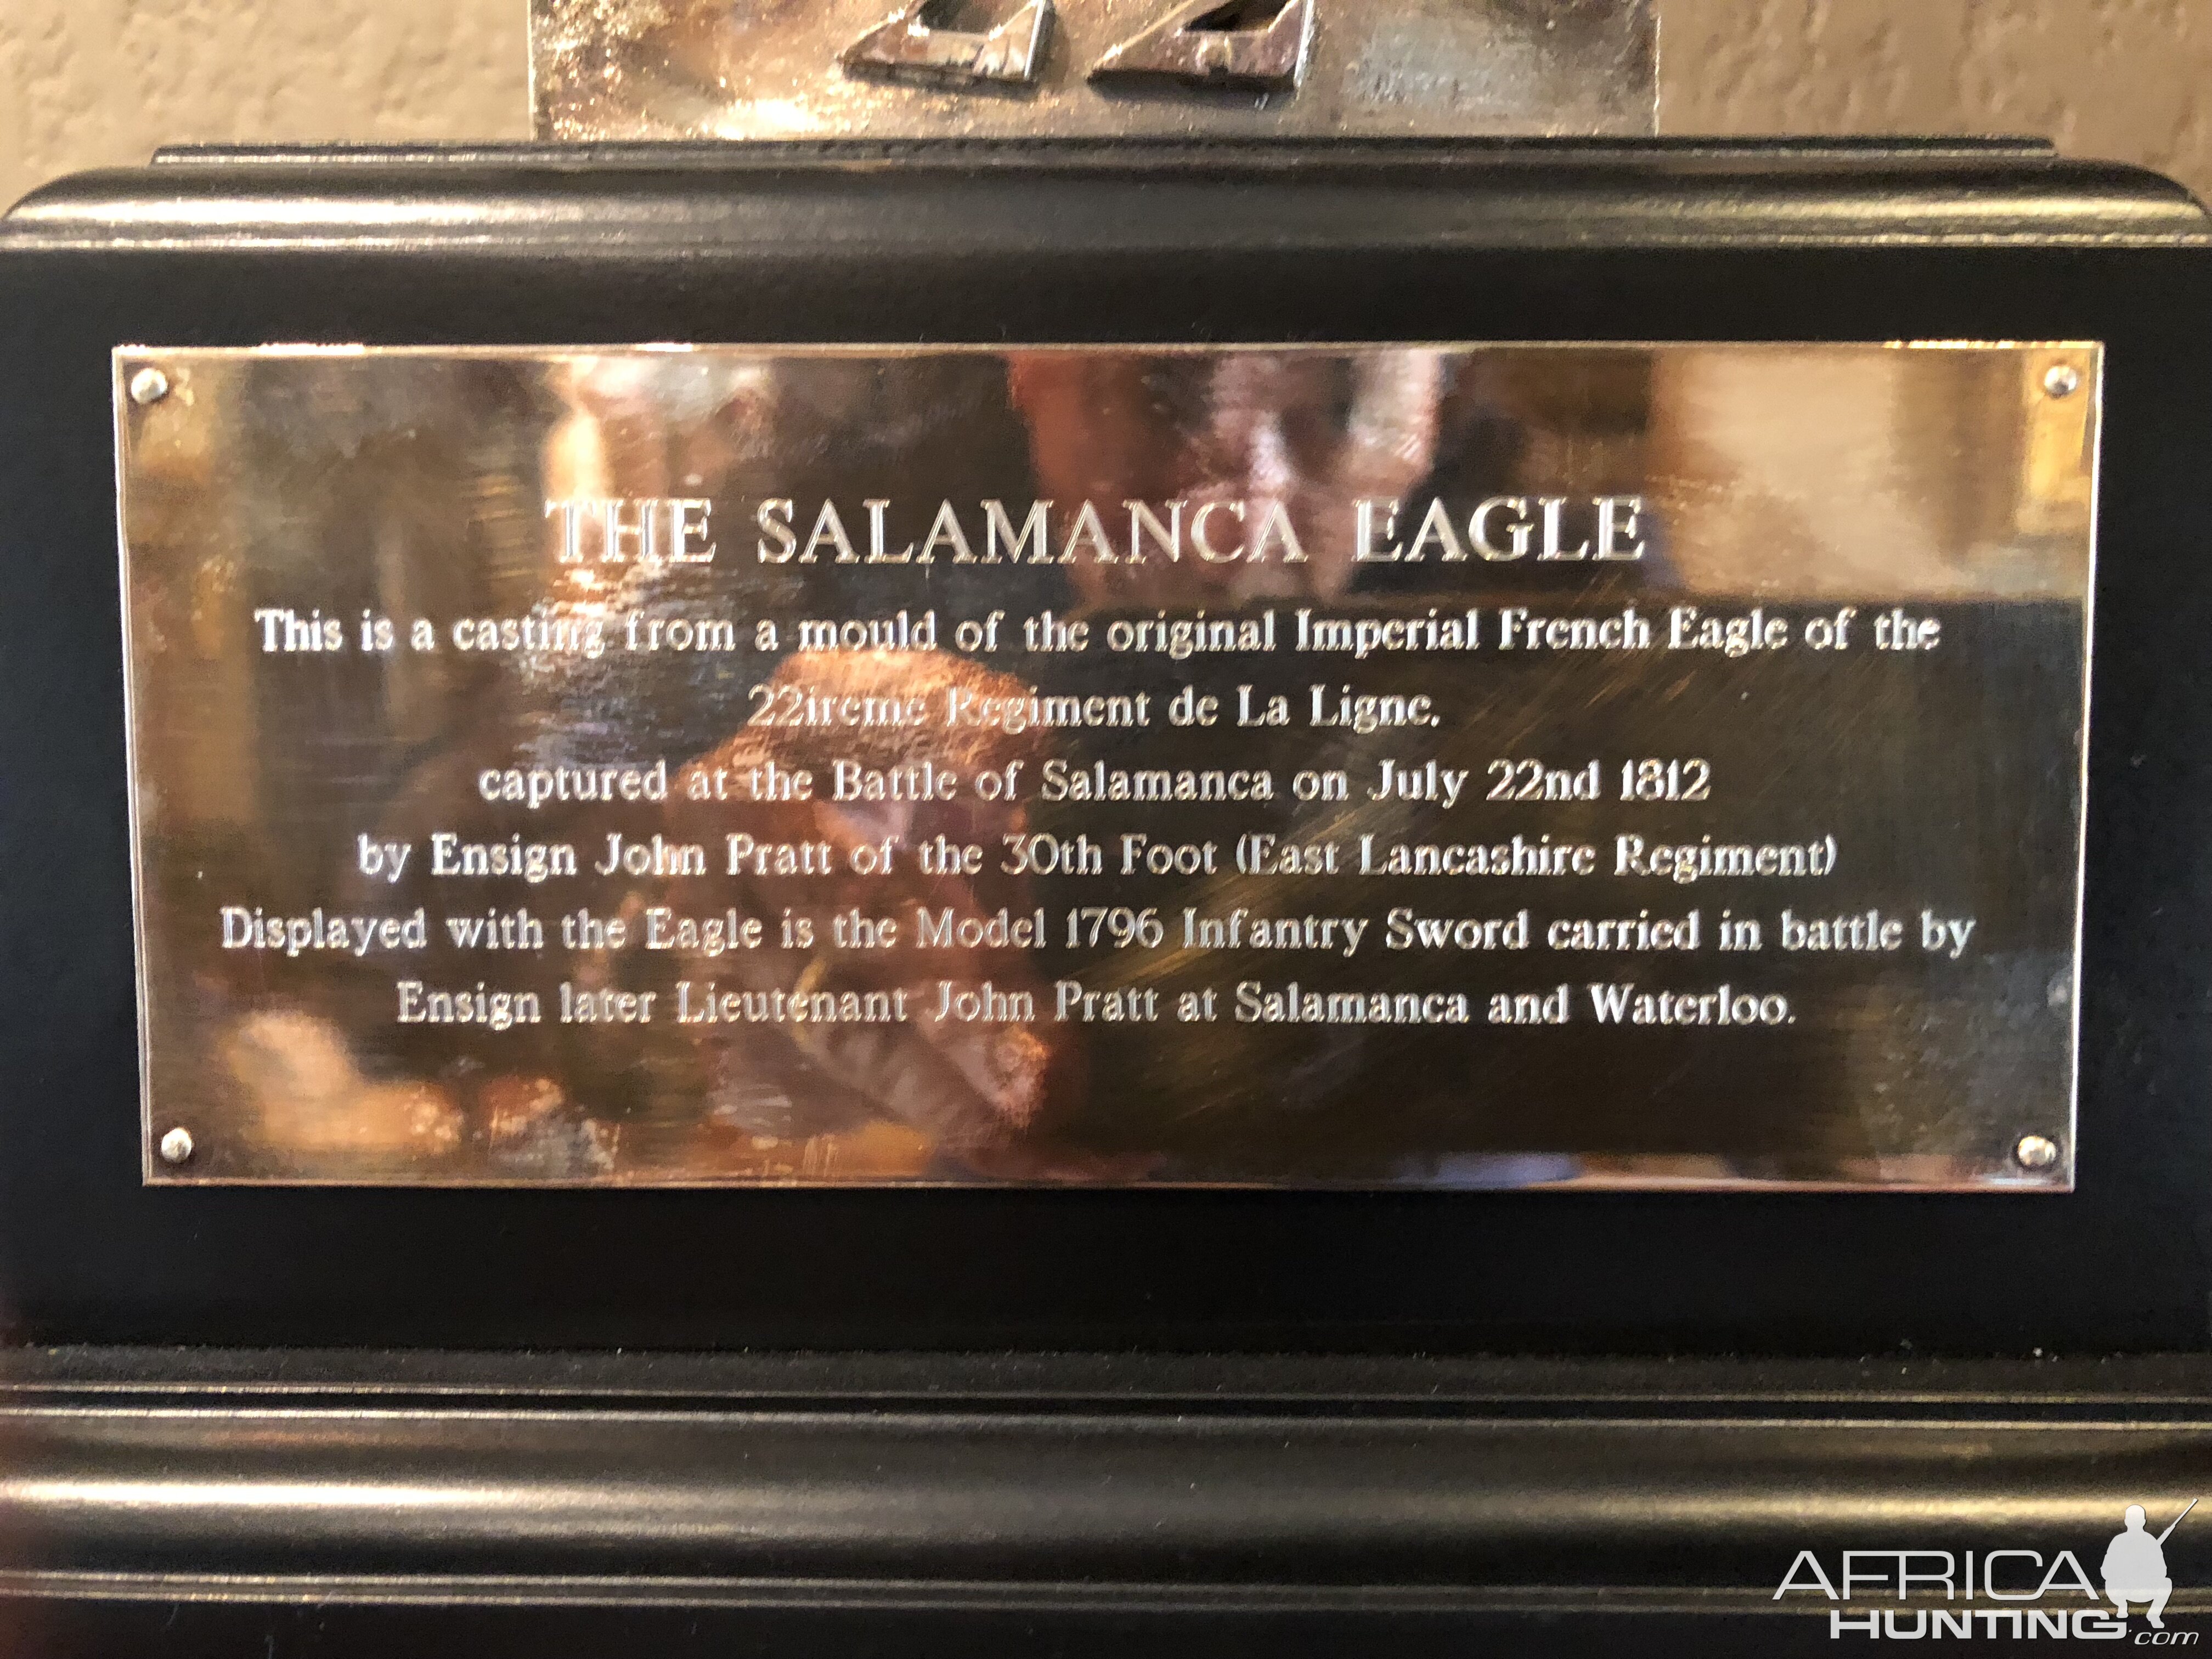 22
THE SALAMANCA EAGLE
This is a casting from a mould of the original Imperial French Eagle of the
22ireme Regiment de La Ligne.
captured at the Battle of Salamanca on July 22nd 1812
by Ensign John Pratt of the 30th Foot (East Lancashire Regiment)
Displayed with the Eagle is the Model 1796 Infantry Sword carried in battle by
Ensign later Lieutenant John Pratt at Salamanca and Waterloo.
AFRICA
HUNTING.com